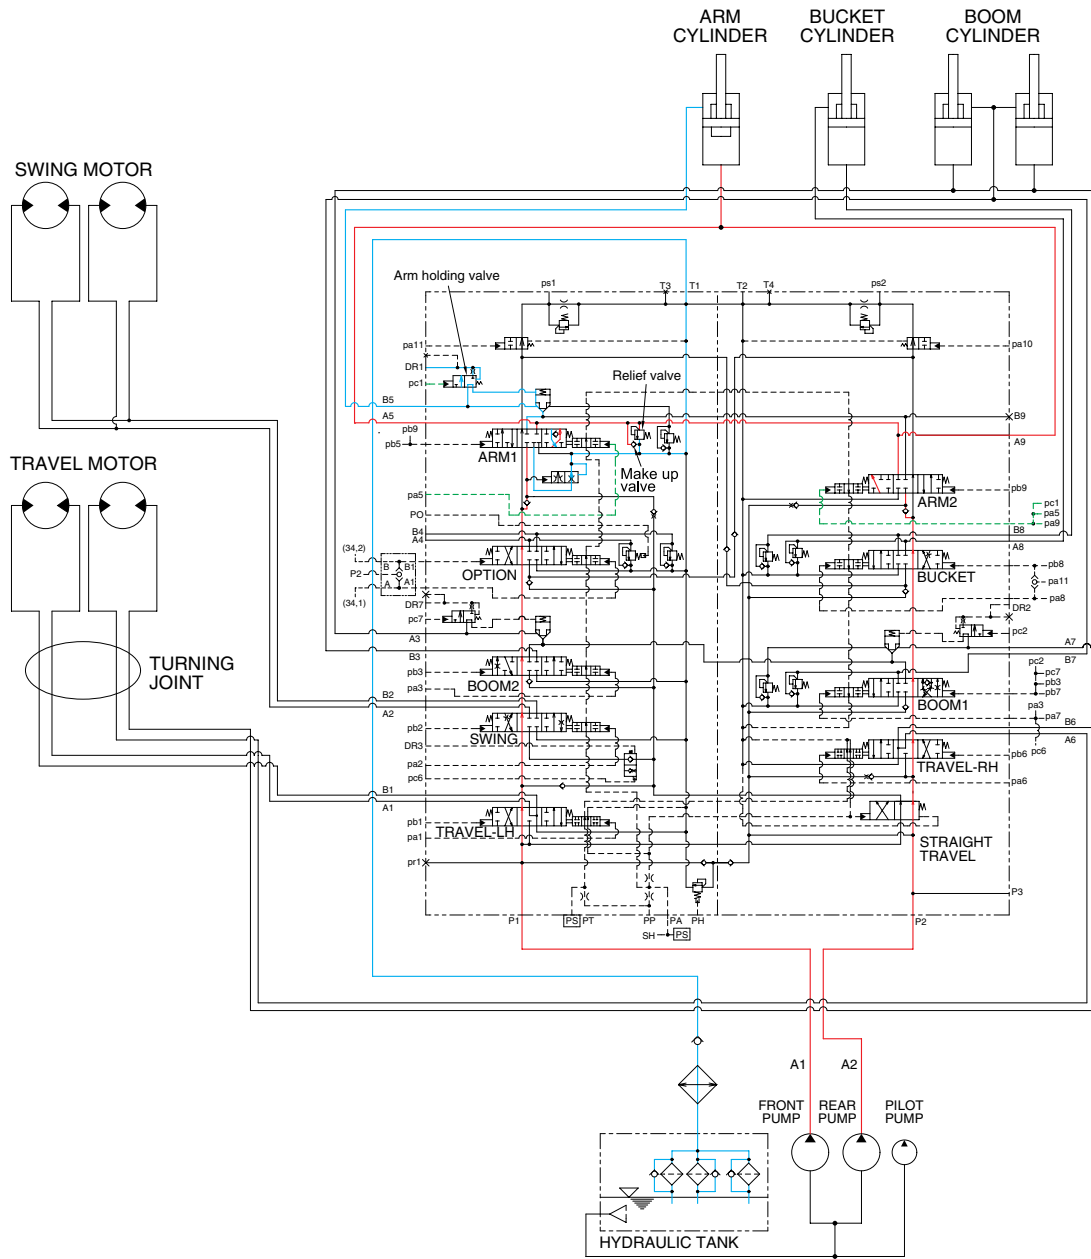 ARM
CYLINDER
BUCKET
CYLINDER
BOOM
CYLINDER
SWING MOTOR
TRAVEL MOTOR
TURNING
JOINT
Arm holding valve
ps1
T3
T1
T2
T4
ps2
pa11
pa10
DR1
pc1
Relief valve
B5
A5
B9
A9
pb9
pb5
ARM1
Make up
valve
ARM2
pb9
pc1
pa5
pa9
pa5
PO
B4
A4
B8
A8
(34,2)
P2
B
B1
A
A1
(34,1)
OPTION
BUCKET
pb8
pa11
pa8
DR7
pc7
DR2
pc2
A3
A7
B3
B7
pb3
pa3
BOOM2
BOOM1
pc2
pc7
pb3
pb7
B2
A2
pa3
pa7
pb2
SWING
B6
A6
DR3
pa2
pc6
TRAVEL-RH
pb6
pc6
pa6
B1
A1
pb1
pa1
TRAVEL-LH
STRAIGHT
TRAVEL
pr1
P3
P1
PS
PT
PP
PA
PH
P2
SH
PS
A1
A2
FRONT
PUMP
REAR
PUMP
PILOT
PUMP
HYDRAULIC TANK